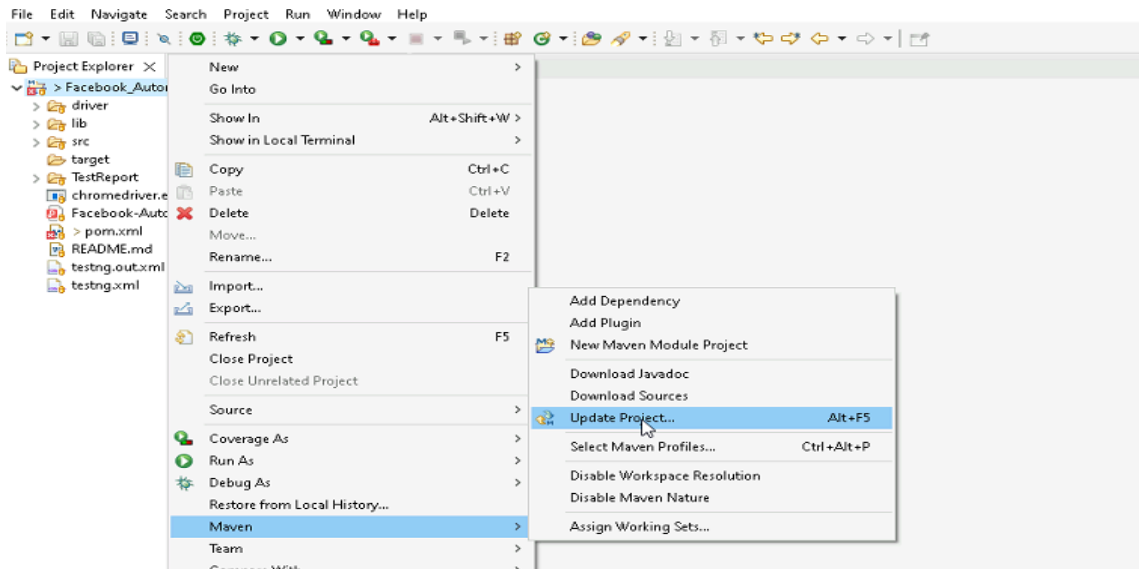 File Edit Navigate Search Project Run Window Help
Project Explorer
> Facebook_Autor
driver
lib
src
target
TestReport
chromedriver.e
Facebook-Auto
> pom.xml
README.md
testng.out.xml
testng.xml
New
Go Into
Show In Alt+Shift+W >
Show in Local Terminal
Copy Ctrl+C
Paste Ctrl+V
Delete Delete
Move...
Rename... F2
Import...
Export...
Refresh F5
Close Project
Close Unrelated Project
Source
Coverage As
Run As
Debug As
Restore from Local History...
Maven
Team
Add Dependency
Add Plugin
New Maven Module Project
Download Javadoc
Download Sources
Update Project... Alt+F5
Select Maven Profiles... Ctrl+Alt+P
Disable Workspace Resolution
Disable Maven Nature
Assign Working Sets...